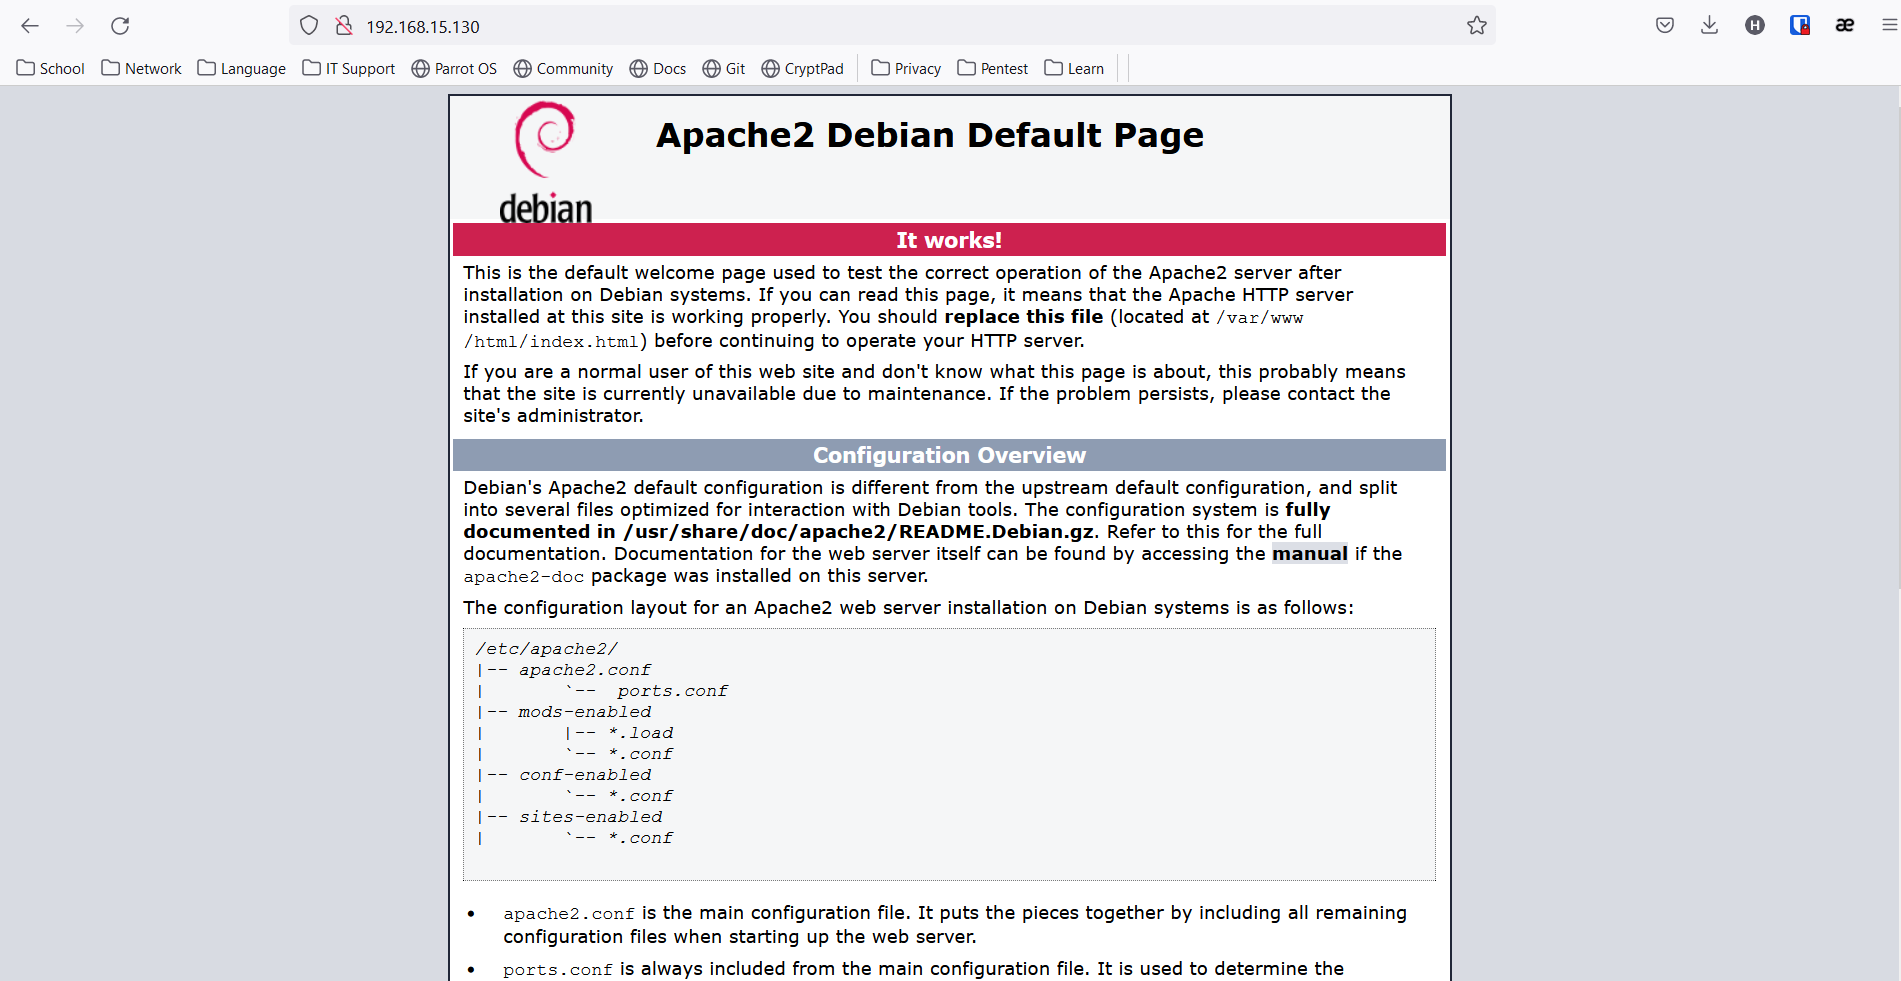 192.168.15.130
H
æ
School Network Language IT Support Parrot OS Community Docs Git CryptPad Privacy Pentest Learn
debian
Apache2 Debian Default Page
It works!
This is the default welcome page used to test the correct operation of the Apache2 server after
installation on Debian systems. If you can read this page, it means that the Apache HTTP server
installed at this site is working properly. You should replace this file (located at /var/www
/html/index.html) before continuing to operate your HTTP server.
If you are a normal user of this web site and don't know what this page is about, this probably means
that the site is currently unavailable due to maintenance. If the problem persists, please contact the
site's administrator.
Configuration Overview
Debian's Apache2 default configuration is different from the upstream default configuration, and split
into several files optimized for interaction with Debian tools. The configuration system is fully
documented in /usr/share/doc/apache2/README.Debian.gz. Refer to this for the full
documentation. Documentation for the web server itself can be found by accessing the manual if the
apache2-doc package was installed on this server.
The configuration layout for an Apache2 web server installation on Debian systems is as follows:
/etc/apache2/
|-- apache2.conf
|       `--  ports.conf
|-- mods-enabled
|       |-- *.load
|       `-- *.conf
|-- conf-enabled
|       `-- *.conf
|-- sites-enabled
|       `-- *.conf
• apache2.conf is the main configuration file. It puts the pieces together by including all remaining
configuration files when starting up the web server.
• ports.conf is always included from the main configuration file. It is used to determine the